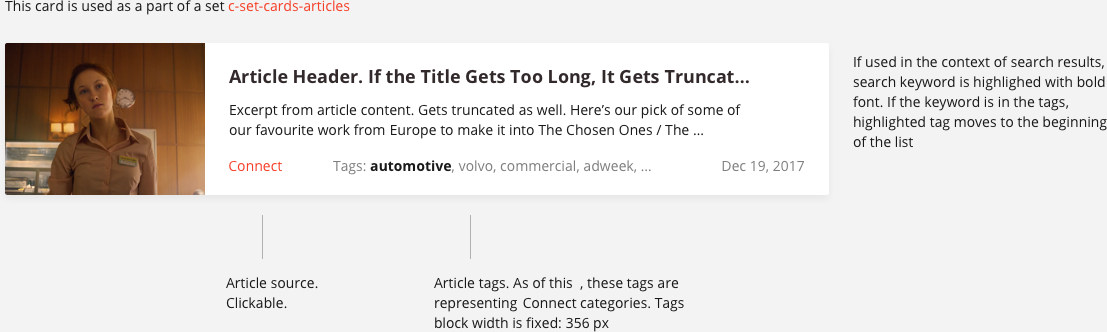 This card is used as a part of a set c-set-cards-articles
Article Header. If the Title Gets Too Long, It Gets Truncat...
Excerpt from article content. Gets truncated as well. Here's our pick of some of
our favourite work from Europe to make it into The Chosen Ones / The ...
Connect
Tags: automotive, volvo, commercial, adweek, ...
Dec 19, 2017
If used in the context of search results,
search keyword is highlighed with bold
font. If the keyword is in the tags,
highlighted tag moves to the beginning
of the list
Article source.
Clickable.
Article tags. As of this , these tags are
representing Connect categories. Tags
block width is fixed: 356 px